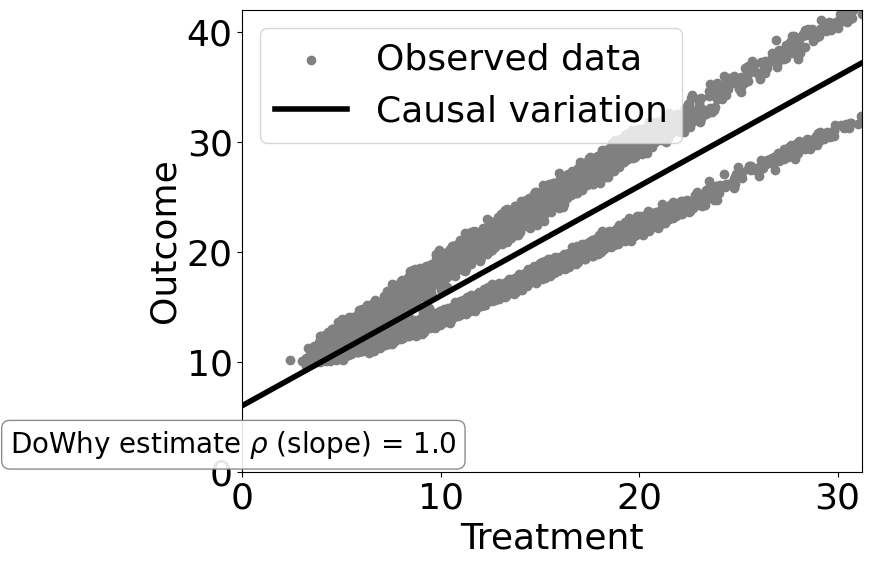 40
30
20
10
0
Outcome
Observed data
Causal variation
DoWhy estimate ρ (slope) = 1.0
0 10 20 30
Treatment